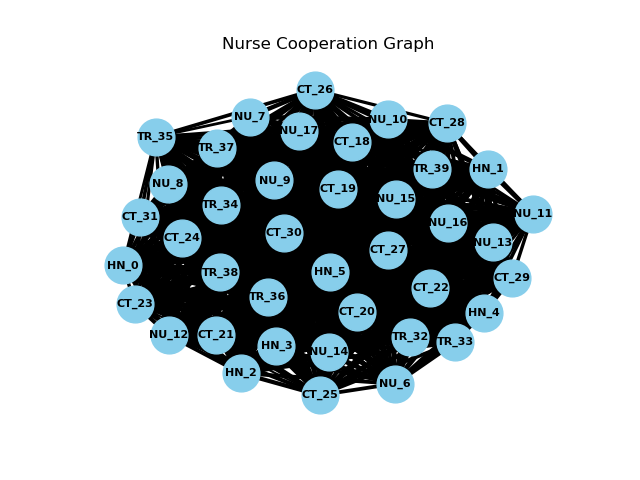 Nurse Cooperation Graph
CT_26
NU_7
NU_10
CT_28
NU_17
TR_35
CT_18
TR_37
TR_39
HN_1
NU_9
NU_8
CT_19
NU_15
TR_34
NU_11
CT_31
NU_16
CT_30
CT_24
NU_13
CT_27
HN_0
TR_38
HN_5
CT_29
CT_22
TR_36
CT_23
CT_20
HN_4
NU_12
CT_21
TR_32
TR_33
HN_3
NU_14
HN_2
NU_6
CT_25